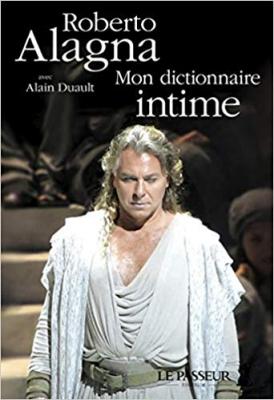 Roberto
Alagna
avec
Alain Duault
Mon dictionnaire
intime
LE PASSEUR